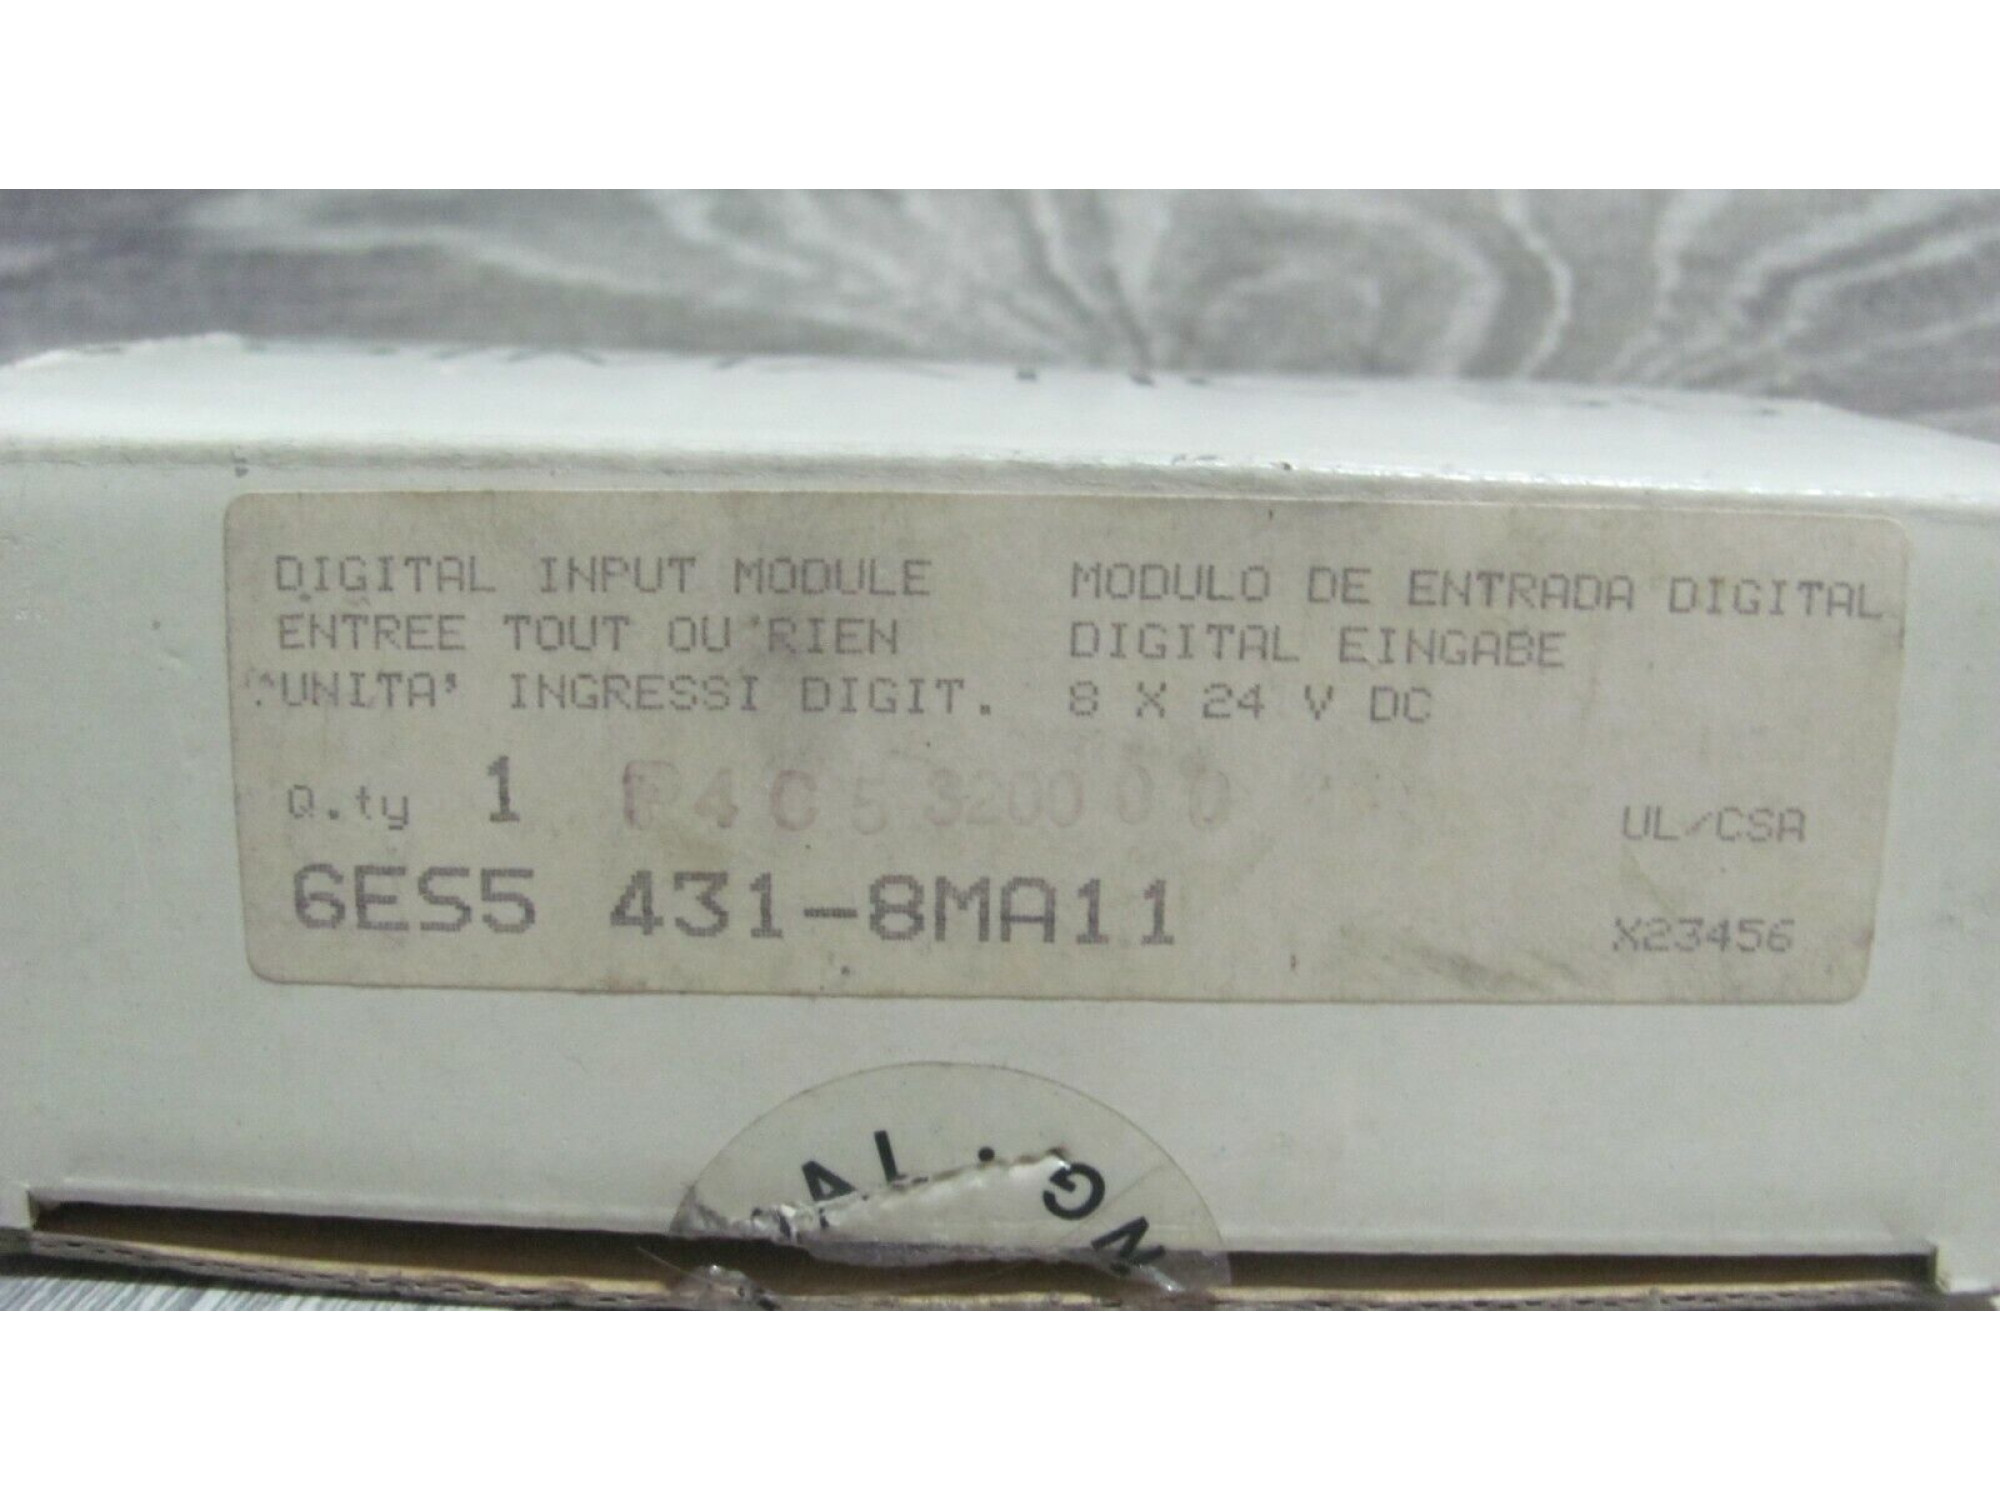 DIGITAL INPUT MODULE
ENTREE TOUT OU RIEN
UNITA' INGRESSI DIGIT.
MODULO DE ENTRADA DIGITAL
DIGITAL EINGABE
8 X 24 V DC
Q.ty 1 P4C5320000
UL/CSA
6ES5 431-8MA11
X23456